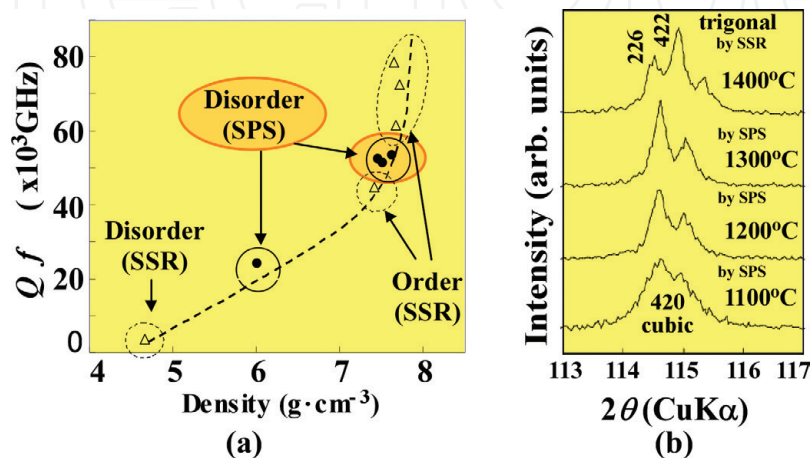 (a)
Q f ( x10³GHz)
80
60
40
20
0
Disorder
(SPS)
Disorder
(SSR)
Order
(SSR)
4
5
6
7
8
Density (g·cm⁻³)
(b)
Intensity (arb. units)
226
422
trigonal
by SSR
1400°C
by SPS
1300°C
by SPS
1200°C
by SPS
1100°C
420
cubic
113
114
115
116
117
2θ (CuKα)
(a)
(b)